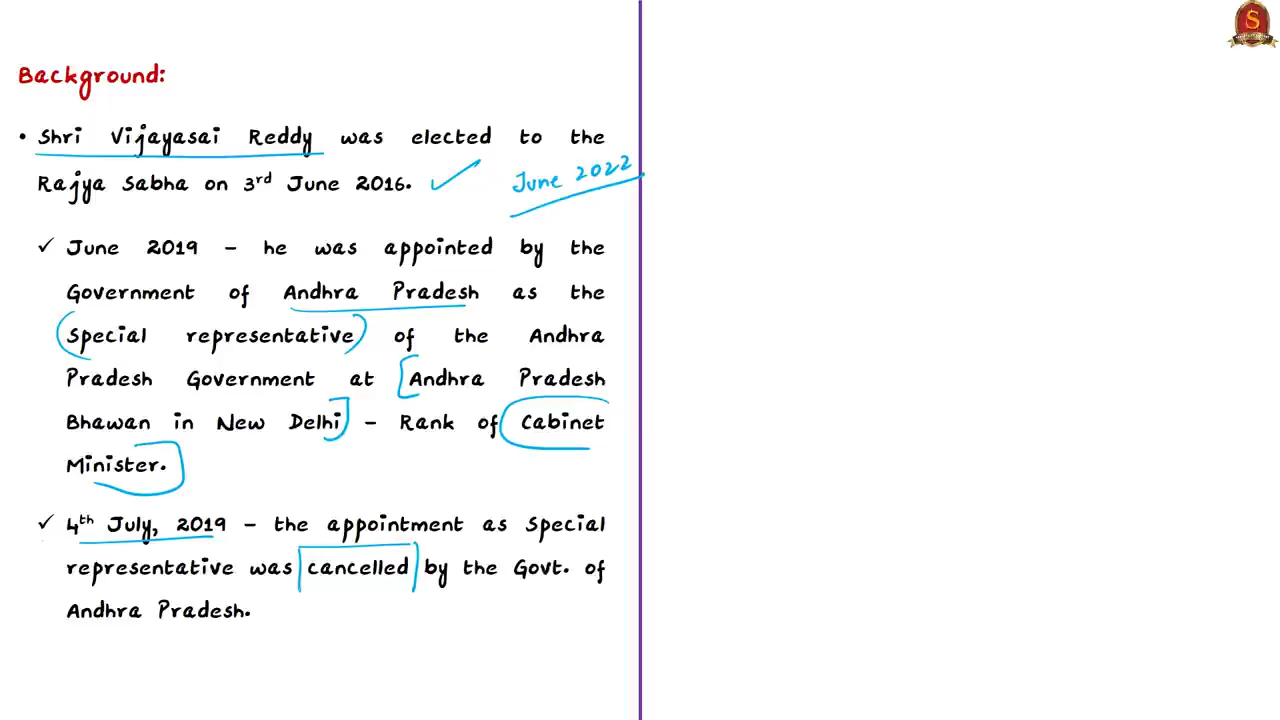 Background:
• Shri Vijayasai Reddy was elected to the
Rajya Sabha on 3rd June 2016.
June 2022
✓ June 2019 - he was appointed by the
Government of Andhra Pradesh as the
Special representative of the Andhra
Pradesh Government at Andhra Pradesh
Bhawan in New Delhi - Rank of Cabinet
Minister.
✓ 4th July, 2019 - the appointment as Special
representative was cancelled by the Govt. of
Andhra Pradesh.
S